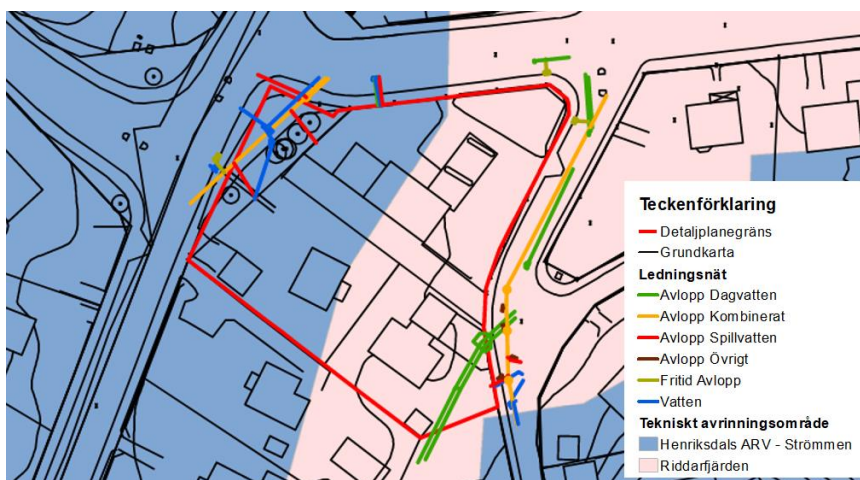 Teckenförklaring
Detaljplanegräns
Grundkarta
Ledningsnät
Avlopp Dagvatten
Avlopp Kombinerat
Avlopp Spillvatten
Avlopp Övrigt
Fritid Avlopp
Vatten
Tekniskt avrinningsområde
Henriksdals ARV - Strömmen
Riddarfjärden